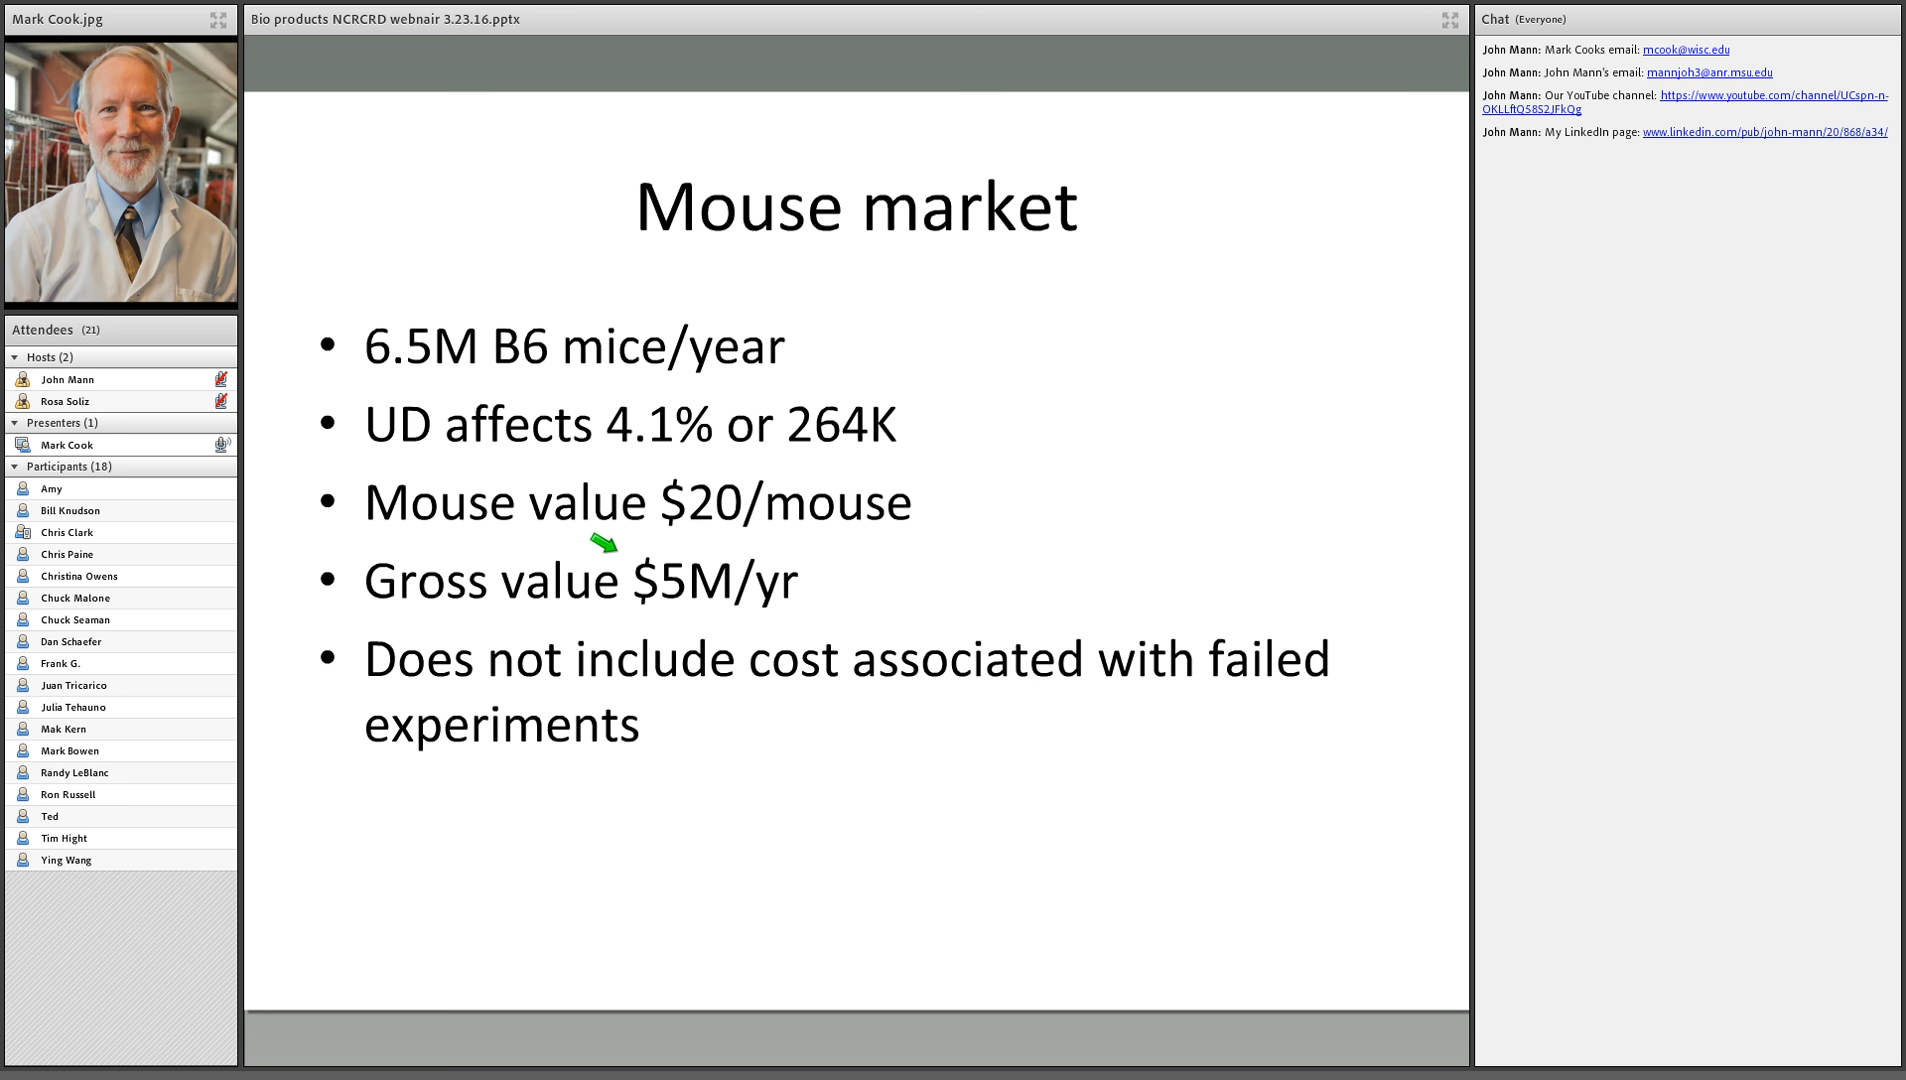 Mark Cook.jpg
Attendees (21)
Hosts (2)
John Mann
Rosa Soliz
Presenters (1)
Mark Cook
Participants (18)
Amy
Bill Knudson
Chris Clark
Chris Paine
Christina Owens
Chuck Malone
Chuck Seaman
Dan Schaefer
Frank G.
Juan Tricarico
Julia Tehauno
Mak Kern
Mark Bowen
Randy LeBlanc
Ron Russell
Ted
Tim Hight
Ying Wang
Bio products NCRCRD webnair 3.23.16.pptx
Mouse market
• 6.5M B6 mice/year
• UD affects 4.1% or 264K
• Mouse value $20/mouse
• Gross value $5M/yr
• Does not include cost associated with failed
experiments
Chat (Everyone)
John Mann: Mark Cooks email: mcook@wisc.edu
John Mann: John Mann's email: mannjoh3@anr.msu.edu
John Mann: Our YouTube channel: https://www.youtube.com/channel/UCspn-n-
OKLLftQ58S2JFkQg
John Mann: My LinkedIn page: www.linkedin.com/pub/john-mann/20/868/a34/